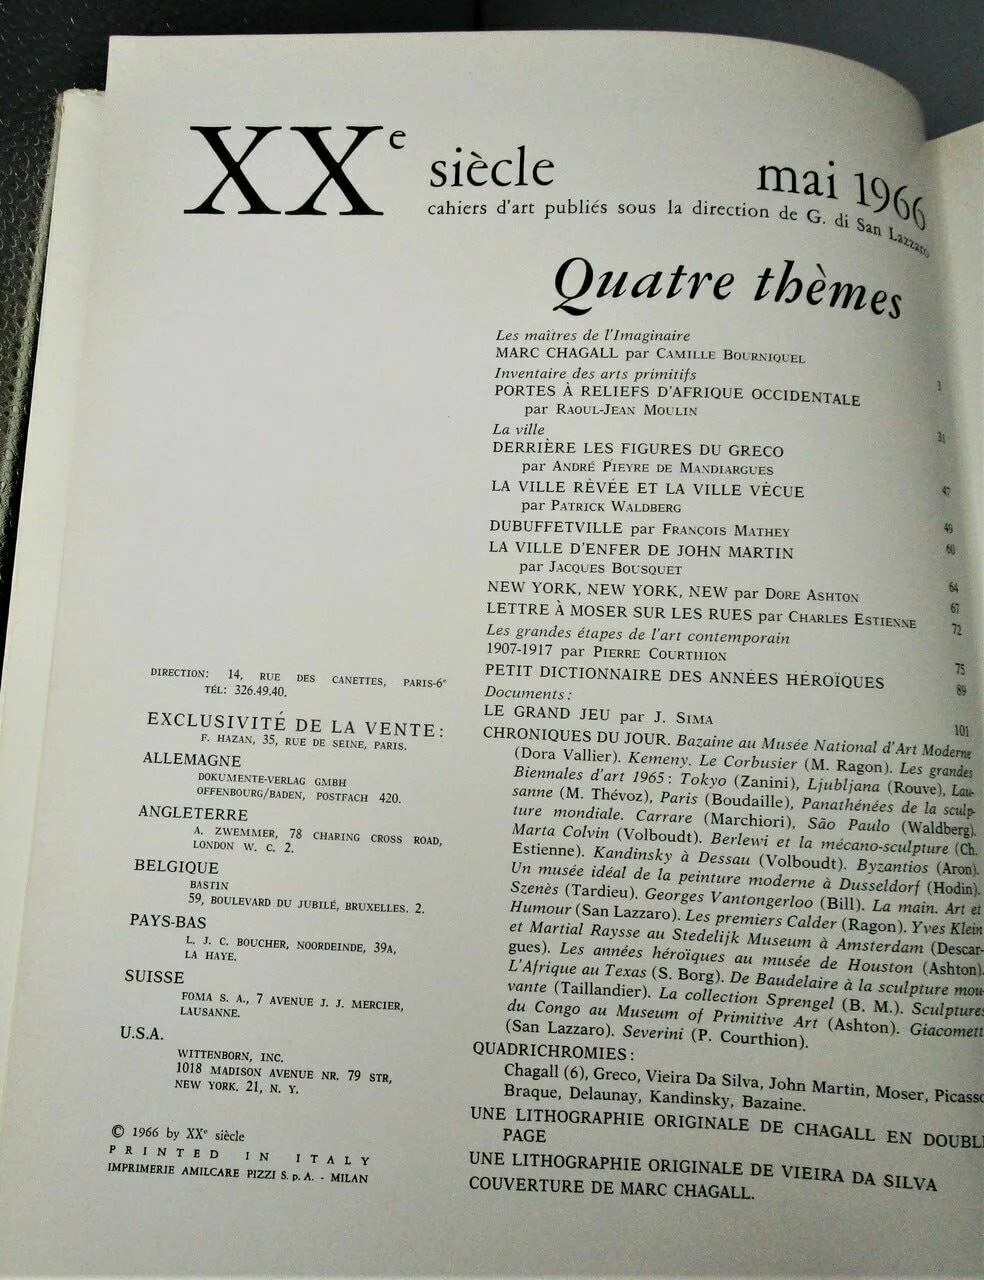 XXe siècle mai 1966
cahiers d'art publiés sous la direction de G. di San Lazzaro
Quatre thèmes
Les maîtres de l'Imaginaire
MARC CHAGALL par CAMILLE BOURNIQUEL 3
Inventaire des arts primitifs
PORTES À RELIEFS D'AFRIQUE OCCIDENTALE
par RAOUL-JEAN MOULIN 31
La ville
DERRIÈRE LES FIGURES DU GRECO
par ANDRÉ PIEYRE DE MANDIARGUES 47
LA VILLE RÊVÉE ET LA VILLE VÉCUE
par PATRICK WALDBERG 49
DUBUFFETVILLE par FRANÇOIS MATHEY 60
LA VILLE D'ENFER DE JOHN MARTIN
par JACQUES BOUSQUET 64
NEW YORK, NEW YORK, NEW par DORE ASHTON 67
LETTRE À MOSER SUR LES RUES par CHARLES ESTIENNE 72
Les grandes étapes de l'art contemporain
1907-1917 par PIERRE COURTHION 75
PETIT DICTIONNAIRE DES ANNÉES HÉROÏQUES 89
Documents:
LE GRAND JEU par J. SIMA 101
CHRONIQUES DU JOUR. Bazaine au Musée National d'Art Moderne
(Dora Vallier). Kemeny. Le Corbusier (M. Ragon). Les grandes
Biennales d'art 1965: Tokyo (Zanini), Ljubljana (Rouve), Lau-
sanne (M. Thévoz), Paris (Boudaille), Panathénées de la sculp-
ture mondiale. Carrare (Marchiori), São Paulo (Waldberg).
Marta Colvin (Volboudt). Berlewi et la mécano-sculpture (Ch.
Estienne). Kandinsky à Dessau (Volboudt). Byzantios (Aron).
Un musée idéal de la peinture moderne à Dusseldorf (Hodin).
Szenès (Tardieu). Georges Vantongerloo (Bill). La main. Art et
Humour (San Lazzaro). Les premiers Calder (Ragon). Yves Klein
et Martial Raysse au Stedelijk Museum à Amsterdam (Descar-
gues). Les années héroïques au musée de Houston (Ashton).
L'Afrique au Texas (S. Borg). De Baudelaire à la sculpture mou-
vante (Taillandier). La collection Sprengel (B. M.). Sculptures
du Congo au Museum of Primitive Art (Ashton). Giacometti
(San Lazzaro). Severini (P. Courthion).
QUADRICHROMIES:
Chagall (6), Greco, Vieira Da Silva, John Martin, Moser, Picasso
Braque, Delaunay, Kandinsky, Bazaine.
UNE LITHOGRAPHIE ORIGINALE DE CHAGALL EN DOUBLE
PAGE
UNE LITHOGRAPHIE ORIGINALE DE VIEIRA DA SILVA
COUVERTURE DE MARC CHAGALL.
DIRECTION: 14, RUE DES CANETTES, PARIS-6e
TÉL: 326.49.40.
EXCLUSIVITÉ DE LA VENTE:
F. HAZAN, 35, RUE DE SEINE, PARIS.
ALLEMAGNE
DOKUMENTE-VERLAG GMBH
OFFENBOURG/BADEN, POSTFACH 420.
ANGLETERRE
A. ZWEMMER, 78 CHARING CROSS ROAD,
LONDON W. C. 2.
BELGIQUE
BASTIN
59, BOULEVARD DU JUBILÉ, BRUXELLES. 2.
PAYS-BAS
L. J. C. BOUCHER, NOORDEINDE, 39A,
LA HAYE.
SUISSE
FOMA S. A., 7 AVENUE J. J. MERCIER,
LAUSANNE.
U.S.A.
WITTENBORN, INC.
1018 MADISON AVENUE NR. 79 STR,
NEW YORK. 21, N. Y.
© 1966 by XXe siècle
PRINTED IN ITALY
IMPRIMERIE AMILCARE PIZZI S.p.A. - MILAN